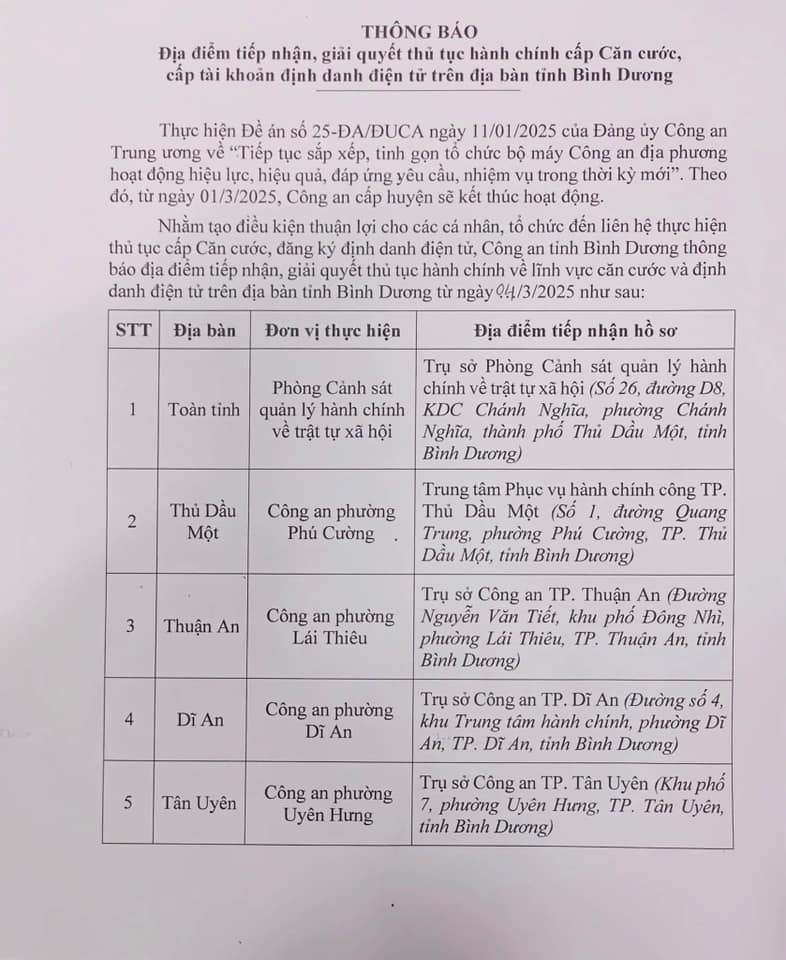 THÔNG BÁO
Địa điểm tiếp nhận, giải quyết thủ tục hành chính cấp Căn cước,
cấp tài khoản định danh điện tử trên địa bàn tỉnh Bình Dương
Thực hiện Đề án số 25-ĐA/ĐUCA ngày 11/01/2025 của Đảng ủy Công an
Trung ương về “Tiếp tục sắp xếp, tinh gọn tổ chức bộ máy Công an địa phương
hoạt động hiệu lực, hiệu quả, đáp ứng yêu cầu, nhiệm vụ trong thời kỳ mới”. Theo
đó, từ ngày 01/3/2025, Công an cấp huyện sẽ kết thúc hoạt động.
Nhằm tạo điều kiện thuận lợi cho các cá nhân, tổ chức đến liên hệ thực hiện
thủ tục cấp Căn cước, đăng ký định danh điện tử, Công an tỉnh Bình Dương thông
báo địa điểm tiếp nhận, giải quyết thủ tục hành chính về lĩnh vực căn cước và định
danh điện tử trên địa bàn tỉnh Bình Dương từ ngày 04/3/2025 như sau:
STT Địa bàn Đơn vị thực hiện Địa điểm tiếp nhận hồ sơ
1
Toàn tỉnh
Phòng Cảnh sát
quản lý hành chính
về trật tự xã hội
Trụ sở Phòng Cảnh sát quản lý hành
chính về trật tự xã hội (Số 26, đường D8,
KDC Chánh Nghĩa, phường Chánh
Nghĩa, thành phố Thủ Dầu Một, tỉnh
Bình Dương)
2
Thủ Dầu
Một
Công an phường
Phú Cường
Trung tâm Phục vụ hành chính công TP.
Thủ Dầu Một (Số 1, đường Quang
Trung, phường Phú Cường, TP. Thủ
Dầu Một, tỉnh Bình Dương)
3
Thuận An
Công an phường
Lái Thiêu
Trụ sở Công an TP. Thuận An (Đường
Nguyễn Văn Tiết, khu phố Đông Nhì,
phường Lái Thiêu, TP. Thuận An, tỉnh
Bình Dương)
4
Dĩ An
Công an phường
Dĩ An
Trụ sở Công an TP. Dĩ An (Đường số 4,
khu Trung tâm hành chính, phường Dĩ
An, TP. Dĩ An, tỉnh Bình Dương)
5
Tân Uyên
Công an phường
Uyên Hưng
Trụ sở Công an TP. Tân Uyên (Khu phố
7, phường Uyên Hưng, TP. Tân Uyên,
tỉnh Bình Dương)